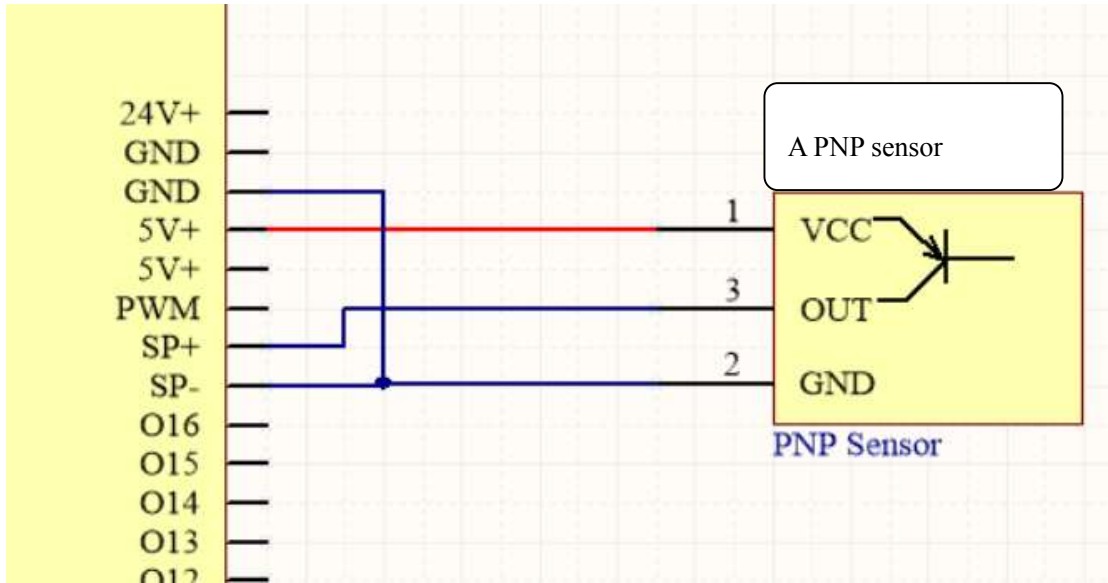 24V+
GND
GND
5V+
5V+
PWM
SP+
SP-
O16
O15
O14
O13
O12
A PNP sensor
1
VCC
3
OUT
2
GND
PNP Sensor